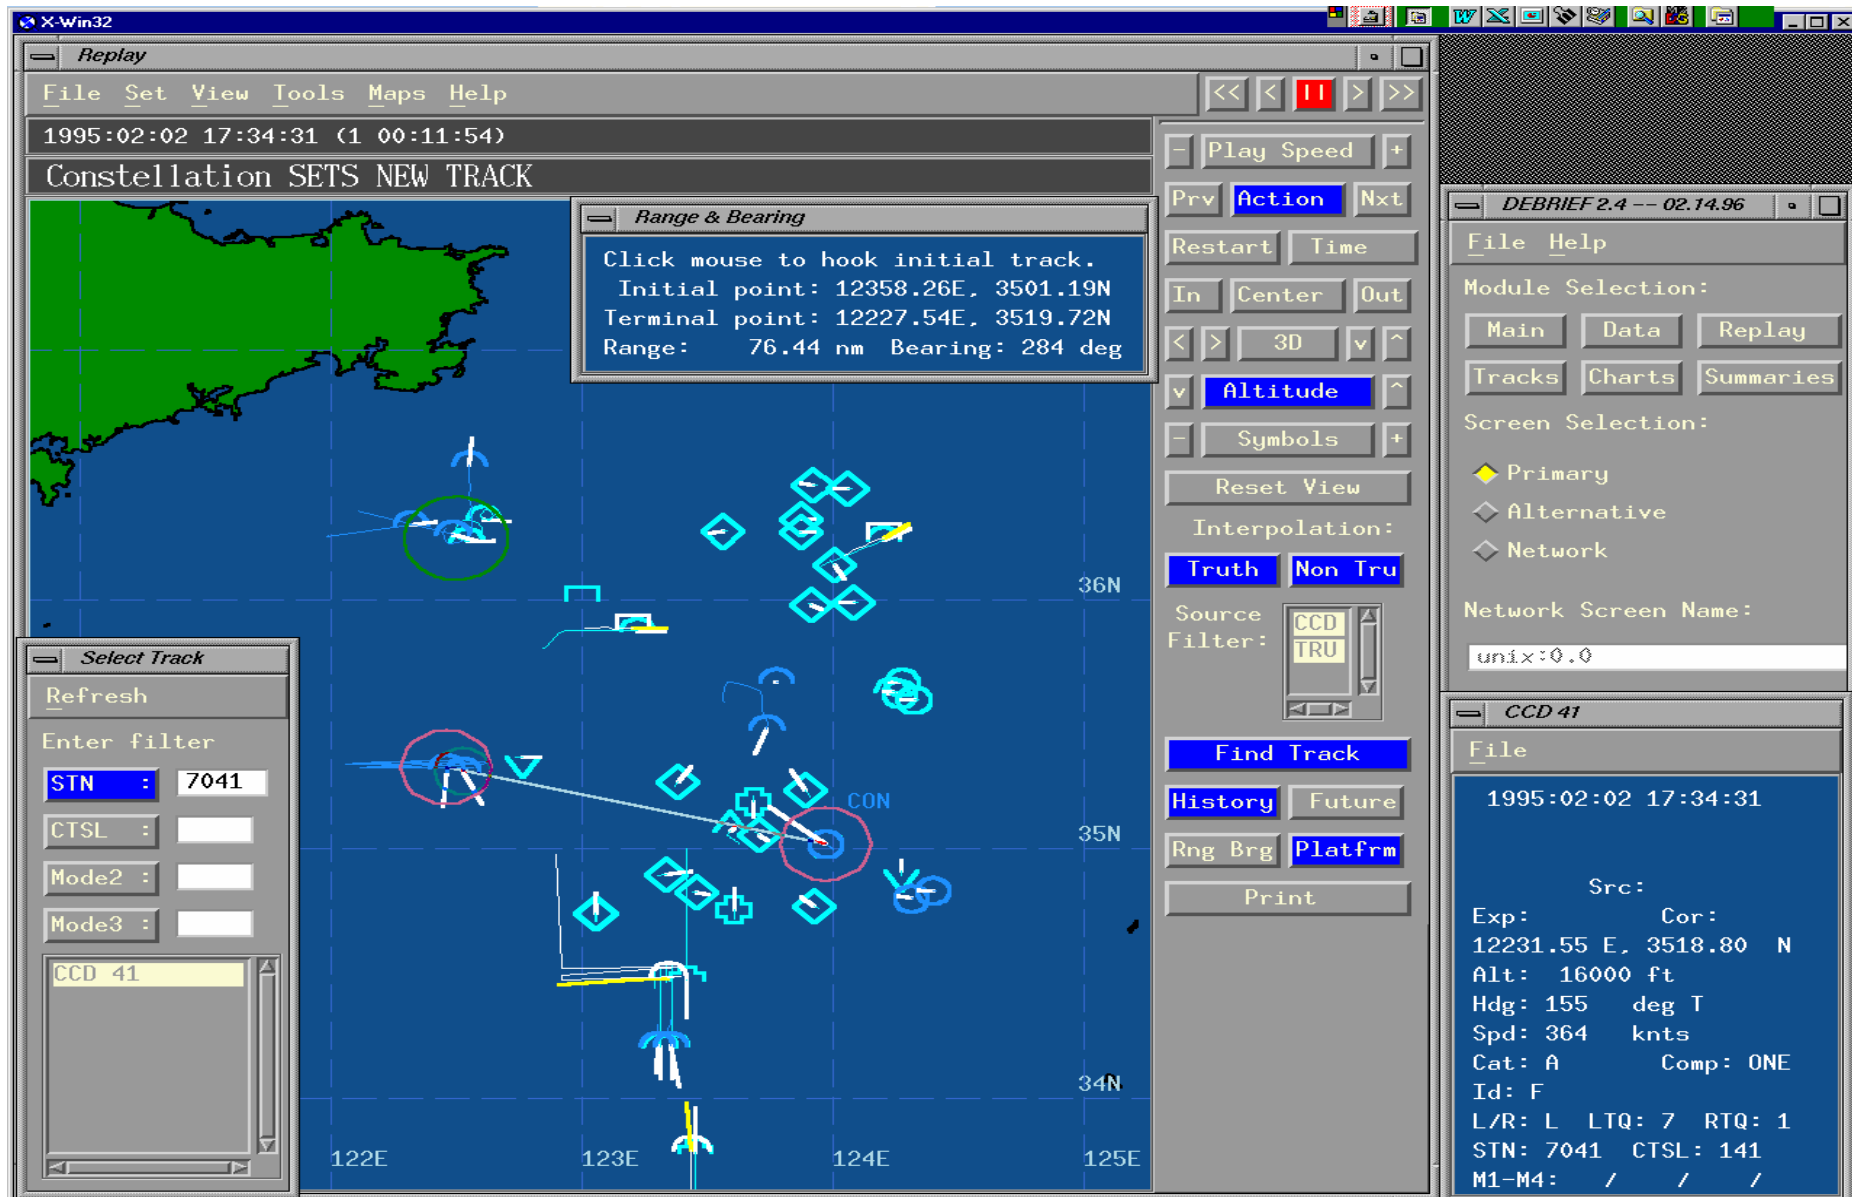 X-Win32
Replay
File Set View Tools Maps Help
<< < II > >>
1995:02:02 17:34:31 (1 00:11:54)
Constellation SETS NEW TRACK
Range & Bearing
Click mouse to hook initial track.
Initial point: 12358.26E, 3501.19N
Terminal point: 12227.54E, 3519.72N
Range: 76.44 nm Bearing: 284 deg
36N
CON
35N
34N
122E 123E 124E 125E
- Play Speed +
Prv Action Nxt
Restart Time
In Center Out
< > 3D v ^
v Altitude ^
- Symbols +
Reset View
Interpolation:
Truth Non Tru
Source
Filter:
CCD
TRU
Find Track
History Future
Rng Brg Platfrm
Print
Select Track
Refresh
Enter filter
STN : 7041
CTSL :
Mode2 :
Mode3 :
CCD 41
DEBRIEF 2.4 -- 02.14.96
File Help
Module Selection:
Main Data Replay
Tracks Charts Summaries
Screen Selection:
Primary
Alternative
Network
Network Screen Name:
unix:0.0
CCD 41
File
1995:02:02 17:34:31
Src:
Exp: Cor:
12231.55 E, 3518.80 N
Alt: 16000 ft
Hdg: 155 deg T
Spd: 364 knts
Cat: A Comp: ONE
Id: F
L/R: L LTQ: 7 RTQ: 1
STN: 7041 CTSL: 141
M1-M4: / / /